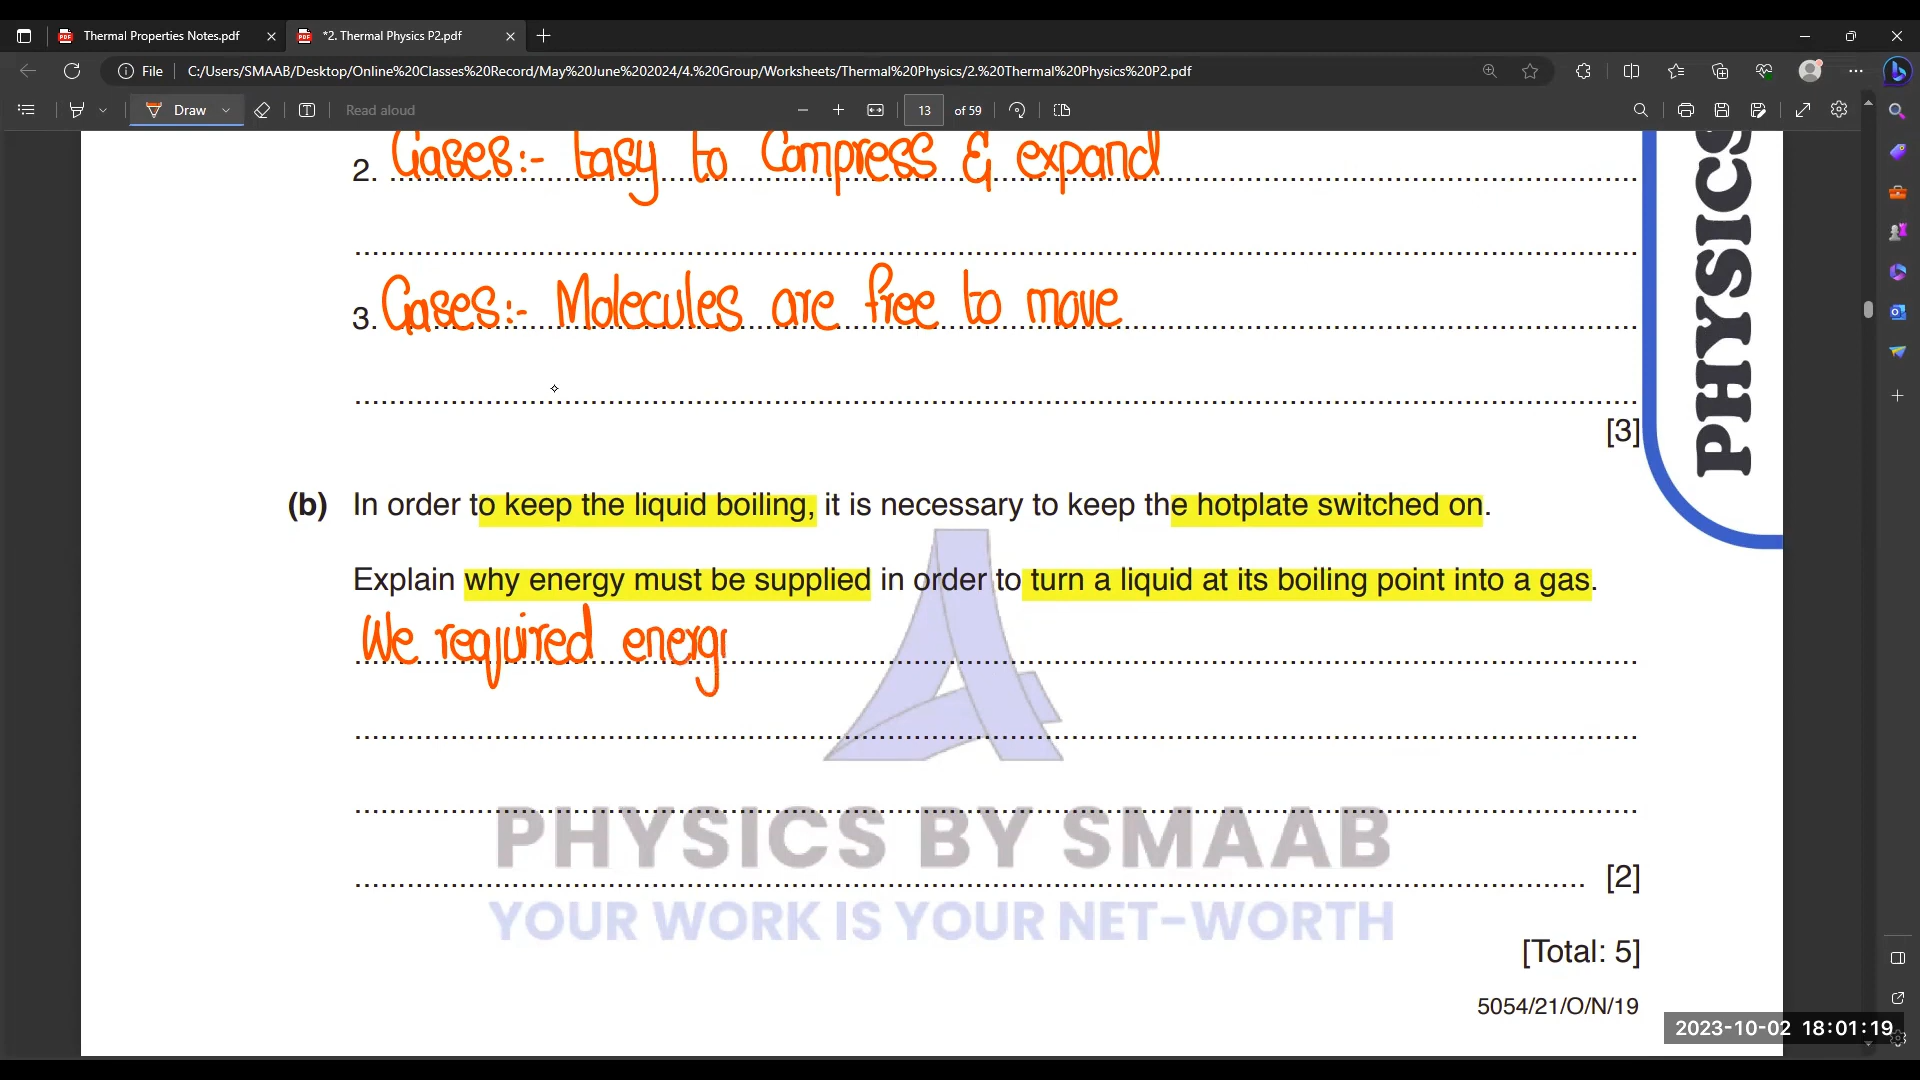 Thermal Properties Notes.pdf
*2. Thermal Physics P2.pdf
File
C:/Users/SMAAB/Desktop/Online%20Classes%20Record/May%20June%202024/4.%20Group/Worksheets/Thermal%20Physics/2.%20Thermal%20Physics%20P2.pdf
Draw
Read aloud
13 of 59
2. Gases:- Easy to Compress & expand
3. Gases:- Molecules are free to move
[3]
PHYSICS
(b) In order to keep the liquid boiling, it is necessary to keep the hotplate switched on.
Explain why energy must be supplied in order to turn a liquid at its boiling point into a gas.
We required energ
PHYSICS BY SMAAB
[2]
YOUR WORK IS YOUR NET-WORTH
[Total: 5]
5054/21/O/N/19
2023-10-02 18:01:19